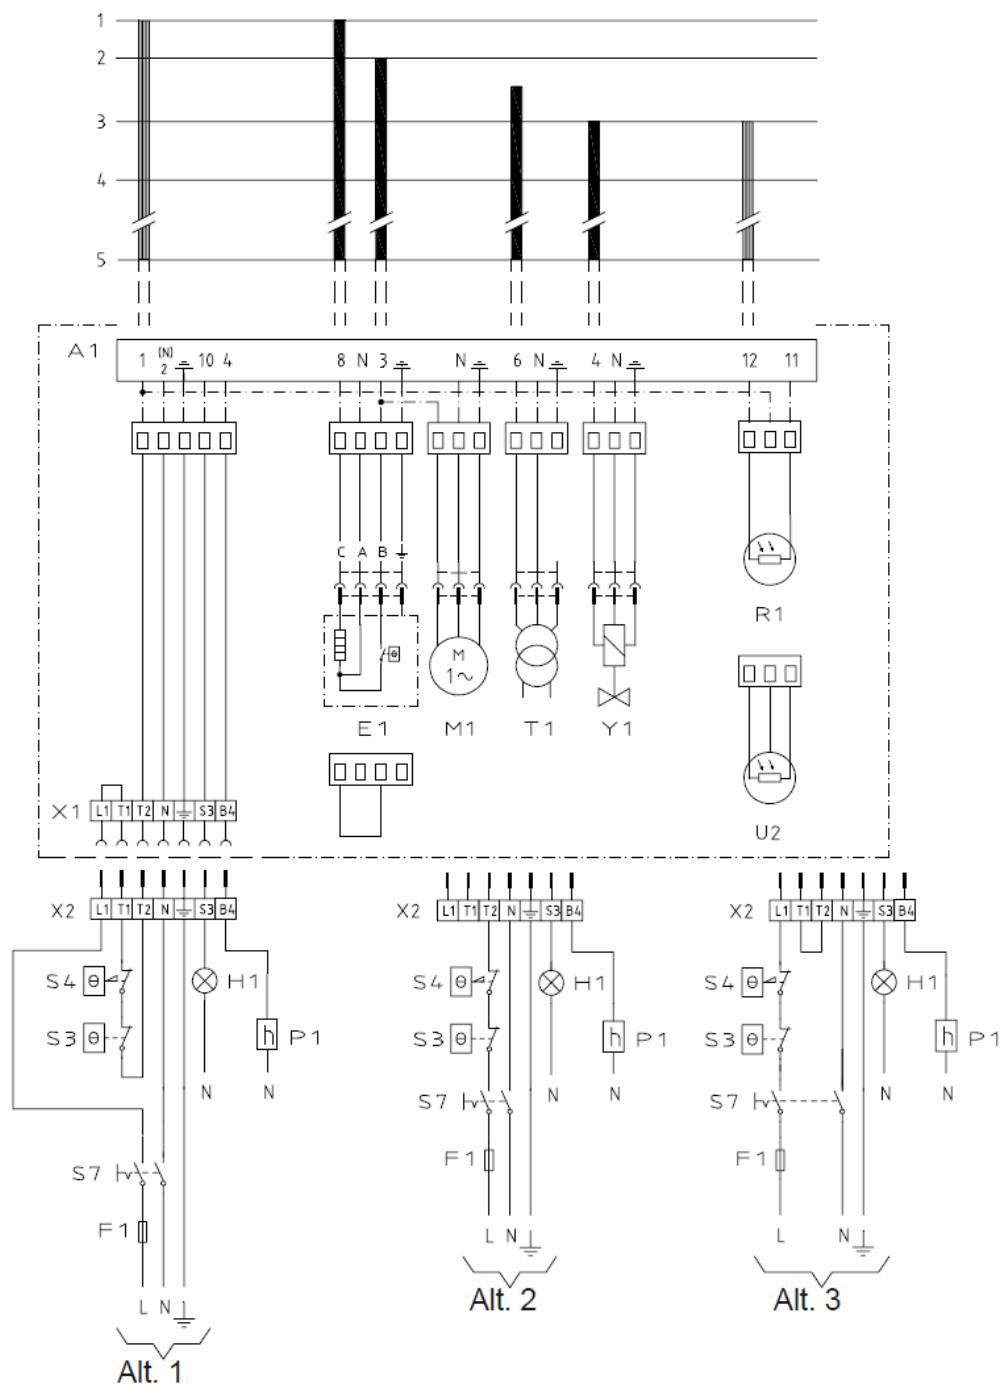 1
2
3
4
5
A1
1 (N) 2 10 4 8 N 3 N 6 N 4 N 12 11
C A B
R1
M
1~
E1 M1 T1 Y1
X1 L1 T1 T2 N S3 B4
U2
X2 L1 T1 T2 N S3 B4
X2 L1 T1 T2 N S3 B4
X2 L1 T1 T2 N S3 B4
S4 θ H1
S4 θ H1
S4 θ H1
S3 θ h P1
S3 θ h P1
S3 θ h P1
N N
N N
N N
S7
S7
S7
F1
F1
F1
L N
L N
L N
Alt. 1
Alt. 2
Alt. 3